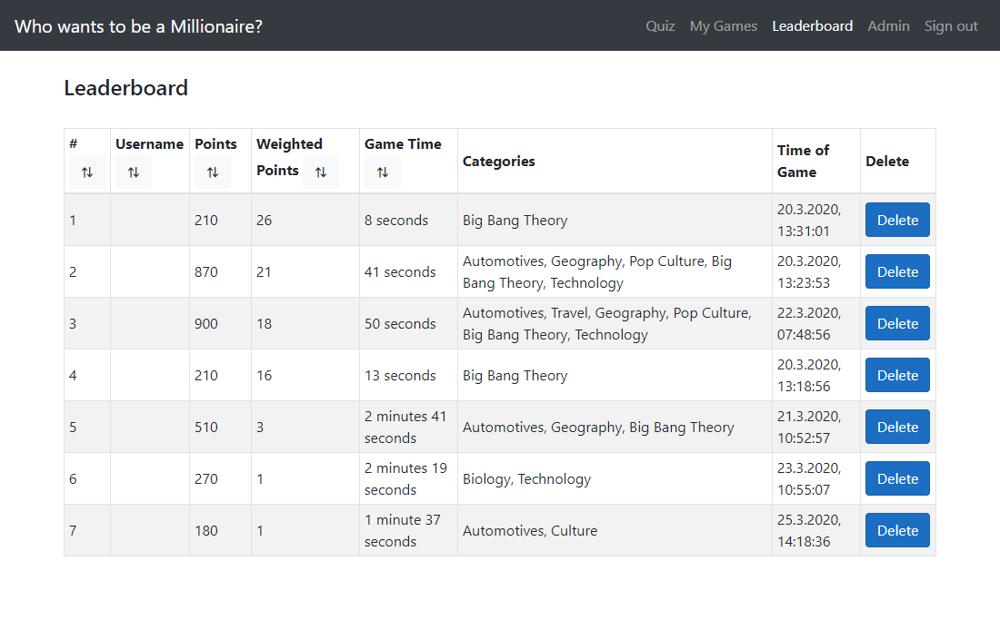 Who wants to be a Millionaire? Quiz My Games Leaderboard Admin Sign out
Leaderboard
# Username Points Weighted Points Game Time Categories Time of Game Delete
1 210 26 8 seconds Big Bang Theory 20.3.2020, 13:31:01 Delete
2 870 21 41 seconds Automotives, Geography, Pop Culture, Big Bang Theory, Technology 20.3.2020, 13:23:53 Delete
3 900 18 50 seconds Automotives, Travel, Geography, Pop Culture, Big Bang Theory, Technology 22.3.2020, 07:48:56 Delete
4 210 16 13 seconds Big Bang Theory 20.3.2020, 13:18:56 Delete
5 510 3 2 minutes 41 seconds Automotives, Geography, Big Bang Theory 21.3.2020, 10:52:57 Delete
6 270 1 2 minutes 19 seconds Biology, Technology 23.3.2020, 10:55:07 Delete
7 180 1 1 minute 37 seconds Automotives, Culture 25.3.2020, 14:18:36 Delete